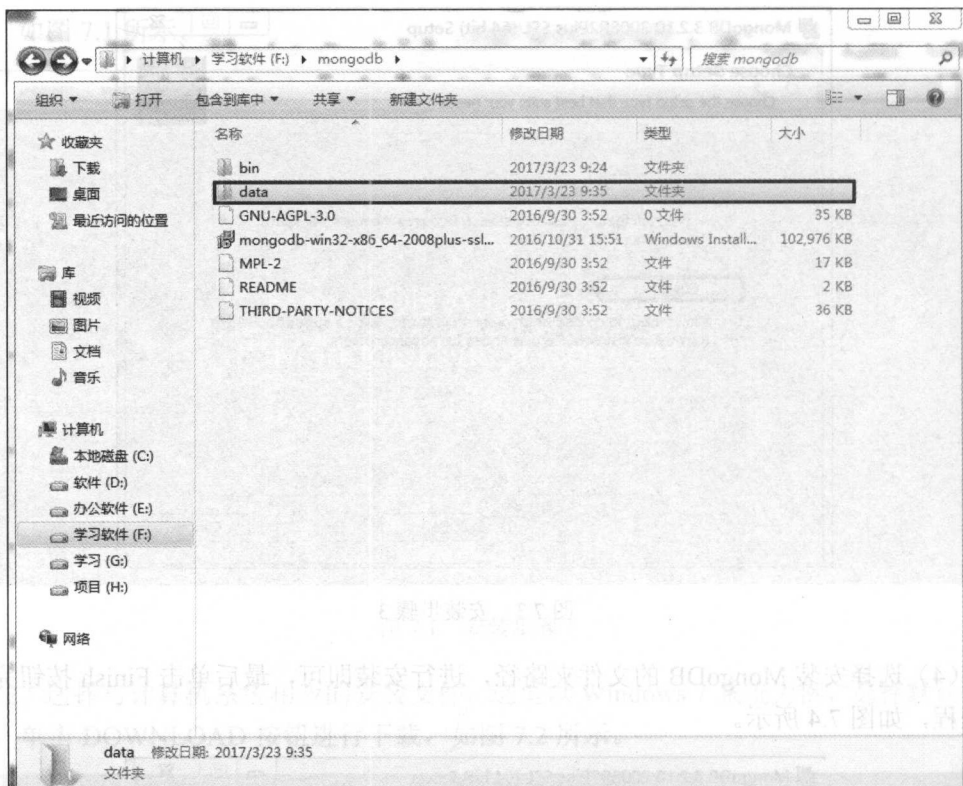 计算机 ▸ 学习软件 (F:) ▸ mongodb ▸
搜索 mongodb
组织 ▾ 打开 包含到库中 ▾ 共享 ▾ 新建文件夹
名称 修改日期 类型 大小
bin 2017/3/23 9:24 文件夹
data 2017/3/23 9:35 文件夹
GNU-AGPL-3.0 2016/9/30 3:52 0 文件 35 KB
mongodb-win32-x86_64-2008plus-ssl... 2016/10/31 15:51 Windows Install... 102,976 KB
MPL-2 2016/9/30 3:52 文件 17 KB
README 2016/9/30 3:52 文件 2 KB
THIRD-PARTY-NOTICES 2016/9/30 3:52 文件 36 KB
收藏夹
下载
桌面
最近访问的位置
库
视频
图片
文档
音乐
计算机
本地磁盘 (C:)
软件 (D:)
办公软件 (E:)
学习软件 (F:)
学习 (G:)
项目 (H:)
网络
data 修改日期: 2017/3/23 9:35
文件夹